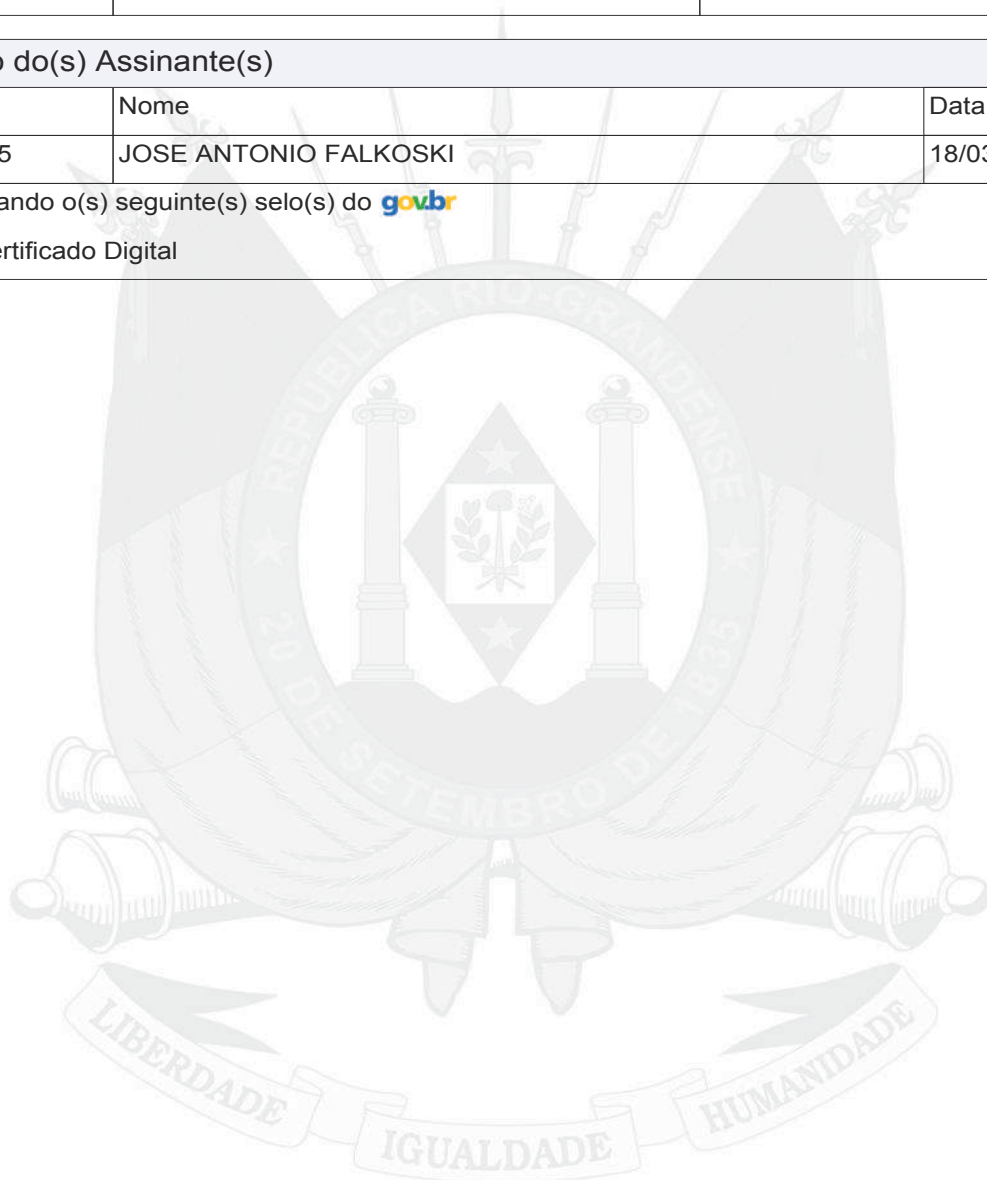 o do(s) Assinante(s)
Nome Data
5 JOSE ANTONIO FALKOSKI 18/03
ando o(s) seguinte(s) selo(s) do gov.br
ertificado Digital
REPUBLICA RIO-GRANDENSE
20 DE SETEMBRO DE 1835
LIBERDADE IGUALDADE HUMANIDADE